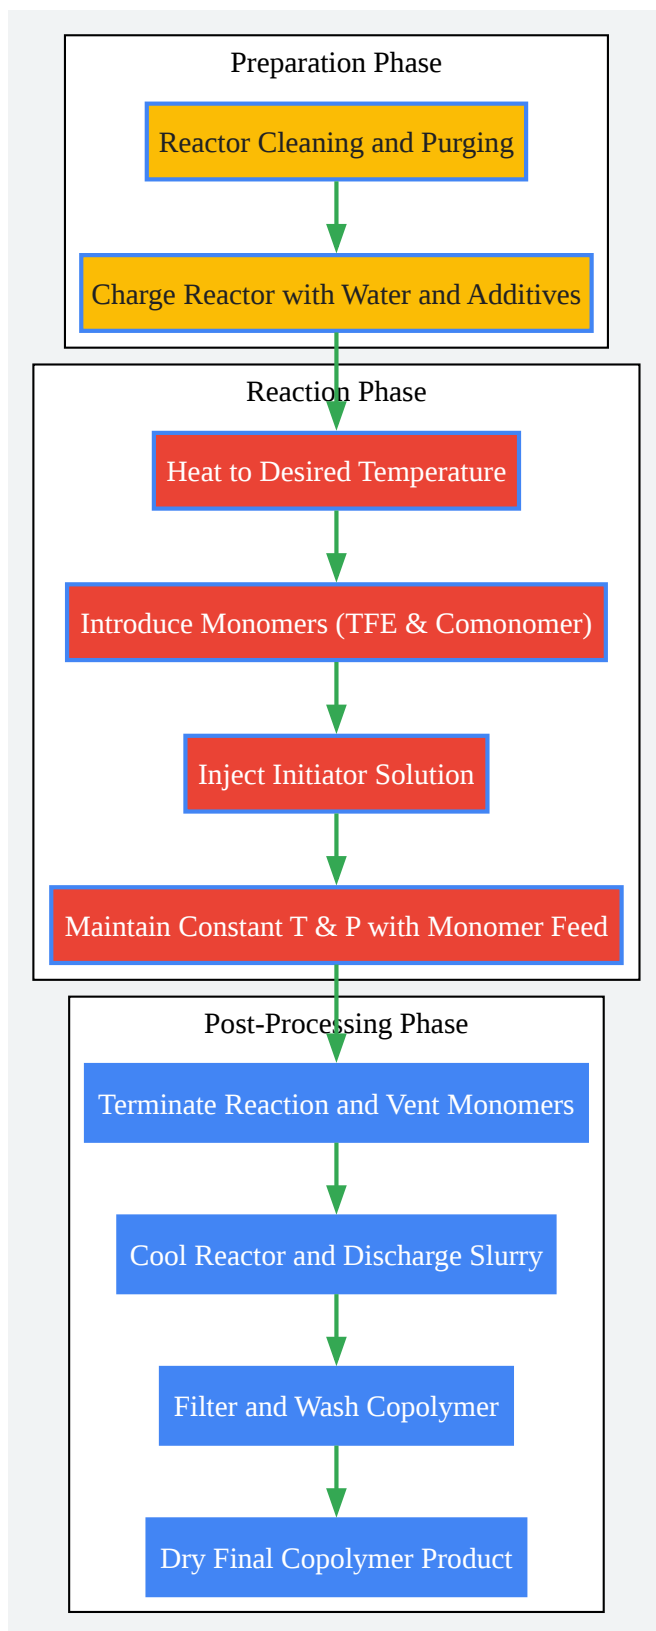 Preparation Phase
Reactor Cleaning and Purging
Charge Reactor with Water and Additives
Reaction Phase
Heat to Desired Temperature
Introduce Monomers (TFE & Comonomer)
Inject Initiator Solution
Maintain Constant T & P with Monomer Feed
Post-Processing Phase
Terminate Reaction and Vent Monomers
Cool Reactor and Discharge Slurry
Filter and Wash Copolymer
Dry Final Copolymer Product